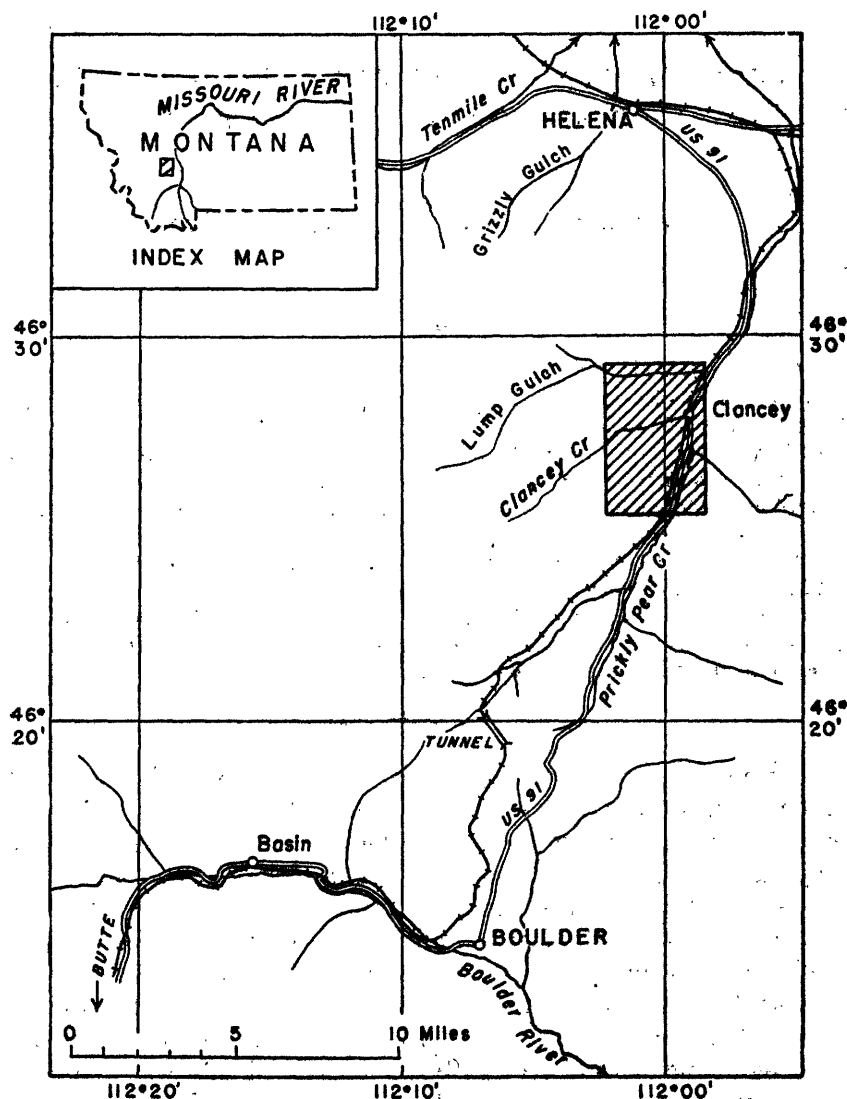 112°10'
112°00'
MISSOURI RIVER
MONTANA
INDEX MAP
Tenmile Cr
HELENA
US 91
Grizzly Gulch
46°
30'
46°
30'
Lump Gulch
Clancey
Clancey Cr
Prickly Pear Cr
46°
20'
46°
20'
TUNNEL
US 91
Basin
BOULDER
BUTTE
Boulder River
0 5 10 Miles
112°20'
112°10'
112°00'